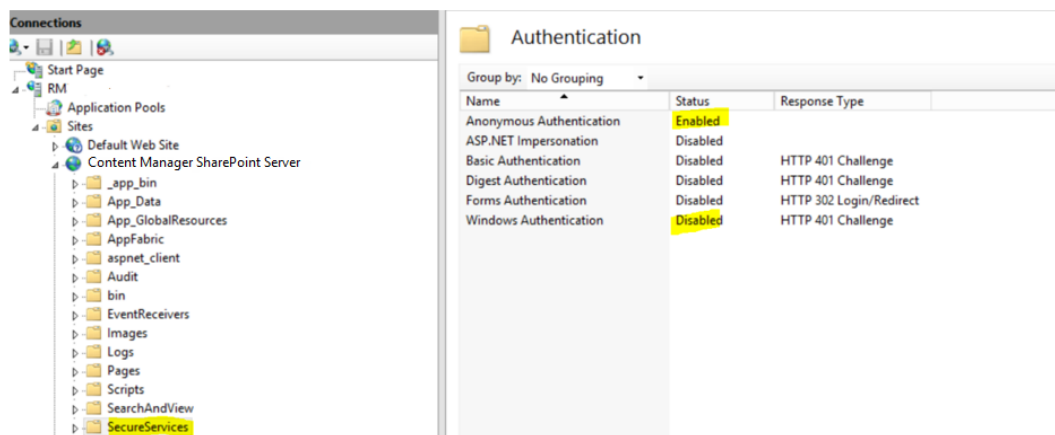 Connections
Start Page
RM
Application Pools
Sites
Default Web Site
Content Manager SharePoint Server
_app_bin
App_Data
App_GlobalResources
AppFabric
aspnet_client
Audit
bin
EventReceivers
Images
Logs
Pages
Scripts
SearchAndView
SecureServices
Authentication
Group by: No Grouping
Name Status Response Type
Anonymous Authentication Enabled
ASP.NET Impersonation Disabled
Basic Authentication Disabled HTTP 401 Challenge
Digest Authentication Disabled HTTP 401 Challenge
Forms Authentication Disabled HTTP 302 Login/Redirect
Windows Authentication Disabled HTTP 401 Challenge